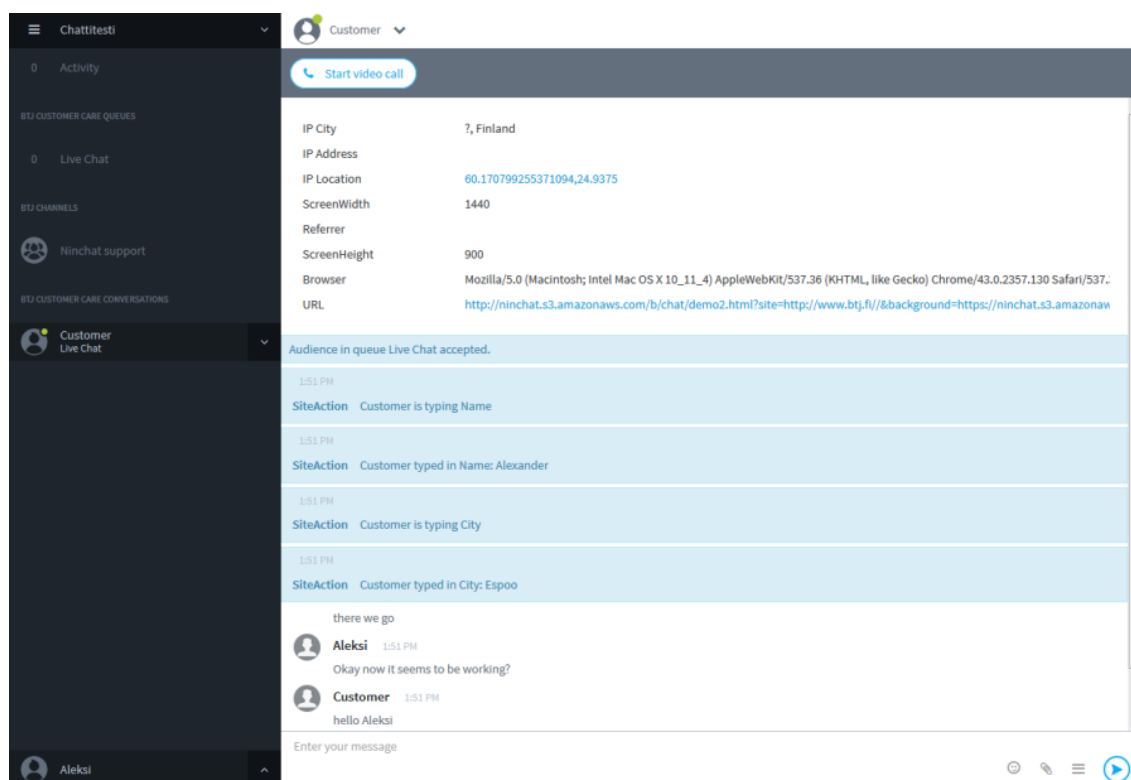 Chattitesti
0 Activity
BTJ CUSTOMER CARE QUEUES
0 Live Chat
BTJ CHANNELS
Ninchat support
BTJ CUSTOMER CARE CONVERSATIONS
Customer
Live Chat
Aleksi
Customer
Start video call
IP City ?, Finland
IP Address
IP Location 60.170799255371094,24.9375
ScreenWidth 1440
Referrer
ScreenHeight 900
Browser Mozilla/5.0 (Macintosh; Intel Mac OS X 10_11_4) AppleWebKit/537.36 (KHTML, like Gecko) Chrome/43.0.2357.130 Safari/537.
URL http://ninchat.s3.amazonaws.com/b/chat/demo2.html?site=http://www.btj.fi//&background=https://ninchat.s3.amazonaw
Audience in queue Live Chat accepted.
1:51 PM
SiteAction Customer is typing Name
1:51 PM
SiteAction Customer typed in Name: Alexander
1:51 PM
SiteAction Customer is typing City
1:51 PM
SiteAction Customer typed in City: Espoo
there we go
Aleksi 1:51 PM
Okay now it seems to be working?
Customer 1:51 PM
hello Aleksi
Enter your message